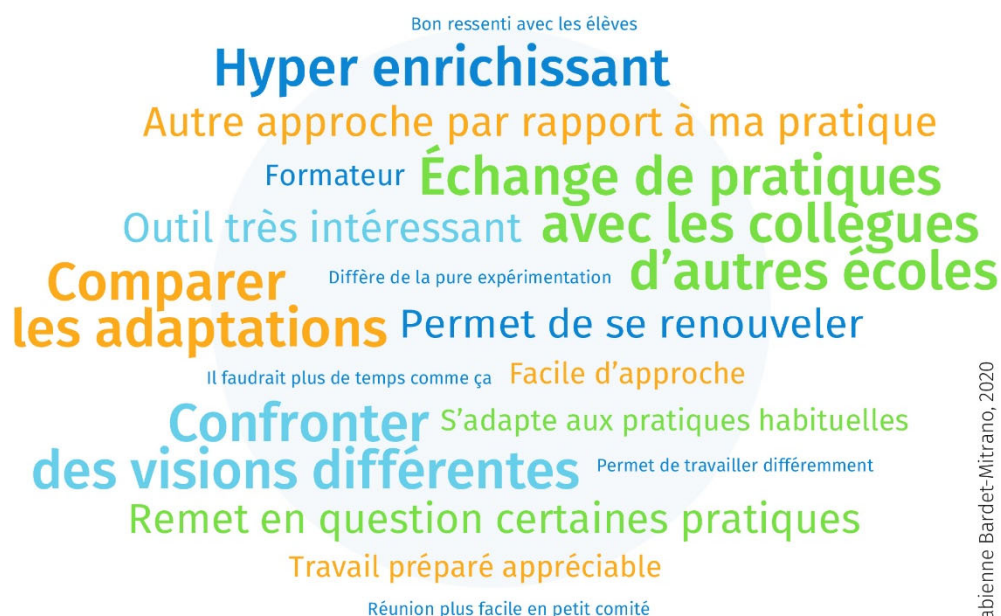 Bon ressenti avec les élèves
Hyper enrichissant
Autre approche par rapport à ma pratique
Formateur
Échange de pratiques
avec les collègues
d’autres écoles
Outil très intéressant
Comparer
les adaptations
Diffère de la pure expérimentation
Permet de se renouveler
Il faudrait plus de temps comme ça
Facile d’approche
Confronter
des visions différentes
S’adapte aux pratiques habituelles
Permet de travailler différemment
Remet en question certaines pratiques
Travail préparé appréciable
Réunion plus facile en petit comité
Bardet-Mitrano, 2020